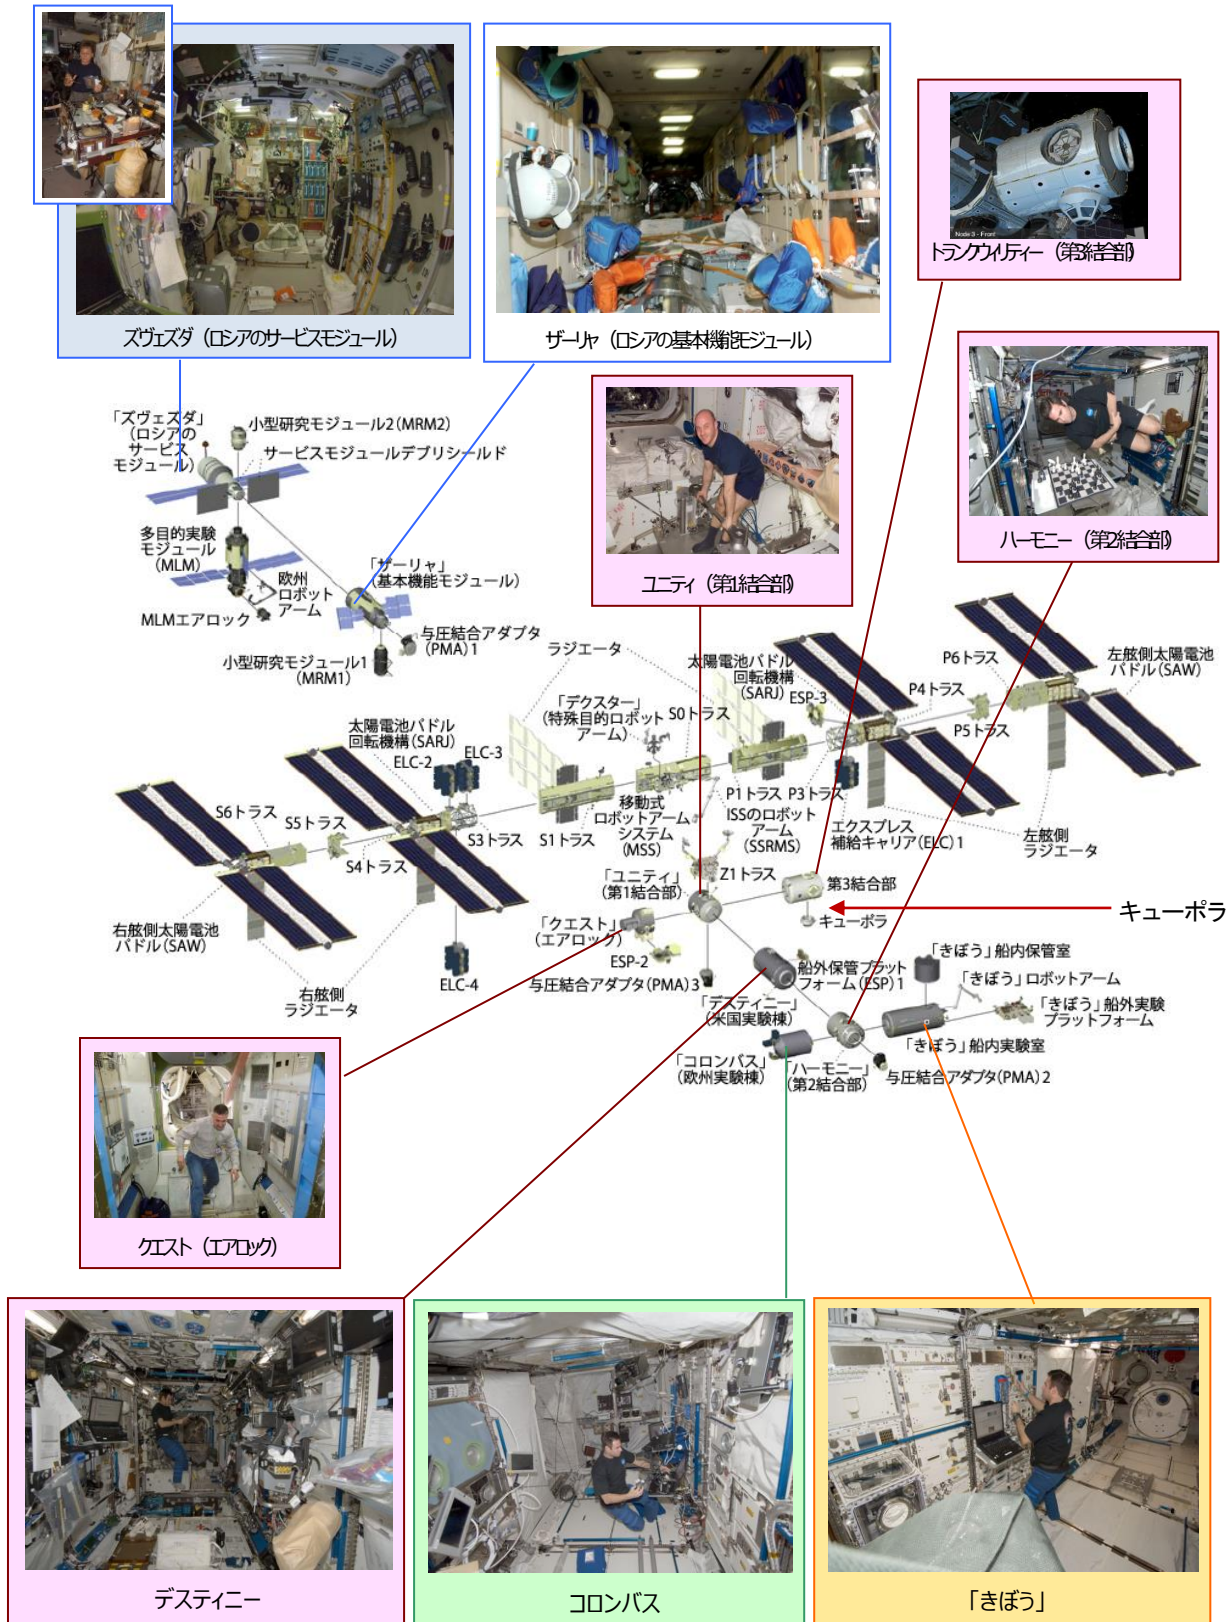 Node 3 - Front
トランクウィリティー（第3結合部）
ズヴェズダ（ロシアのサービスモジュール）
ザーリャ（ロシアの基本機能モジュール）
ユニティ（第1結合部）
ハーモニー（第2結合部）
「ズヴェズダ」
（ロシアの
サービス
モジュール）
小型研究モジュール2（MRM2）
サービスモジュールデブリシールド
多目的実験
モジュール
（MLM）
欧州
ロボット
アーム
MLMエアロック
「ザーリャ」
（基本機能モジュール）
与圧結合アダプタ
（PMA）1
小型研究モジュール1
（MRM1）
ラジエータ
「デクスター」
（特殊目的ロボット
アーム）
S0トラス
太陽電池パドル
回転機構
（SARJ）
ESP-3
P4トラス
P6トラス
左舷側太陽電池
パドル（SAW）
P5トラス
太陽電池パドル
回転機構（SARJ）
ELC-2
ELC-3
S6トラス
S5トラス
S4トラス
S3トラス
S1トラス
移動式
ロボットアーム
システム
（MSS）
P1トラス
P3トラス
ISSのロボット
アーム
（SSRMS）
エクスプレス
補給キャリア（ELC）1
左舷側
ラジエータ
Z1トラス
「ユニティ」
（第1結合部）
第3結合部
キューポラ
キューポラ
右舷側太陽電池
パドル（SAW）
右舷側
ラジエータ
ELC-4
「クエスト」
（エアロック）
ESP-2
与圧結合アダプタ（PMA）3
船外保管プラット
フォーム（ESP）1
「デスティニー」
（米国実験棟）
「きぼう」船内保管室
「きぼう」ロボットアーム
「きぼう」船外実験
プラットフォーム
「きぼう」船内実験室
「コロンバス」
（欧州実験棟）
「ハーモニー」
（第2結合部）
与圧結合アダプタ（PMA）2
クエスト（エアロック）
デスティニー
コロンバス
「きぼう」